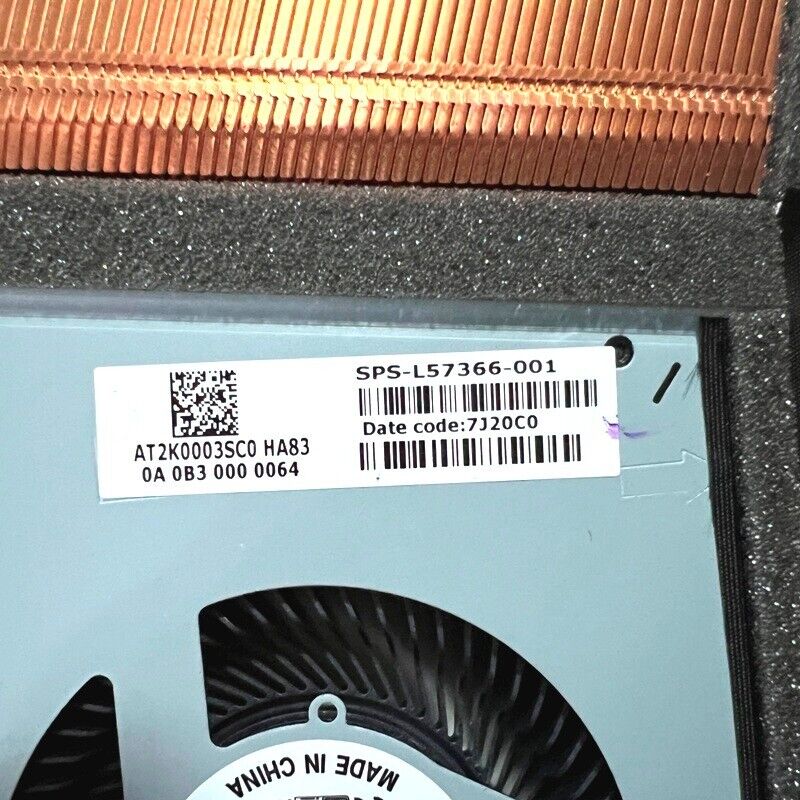 SPS-L57366-001
Date code:7J20C0
AT2K0003SC0 HA83
0A 0B3 000 0064
MADE IN CHINA